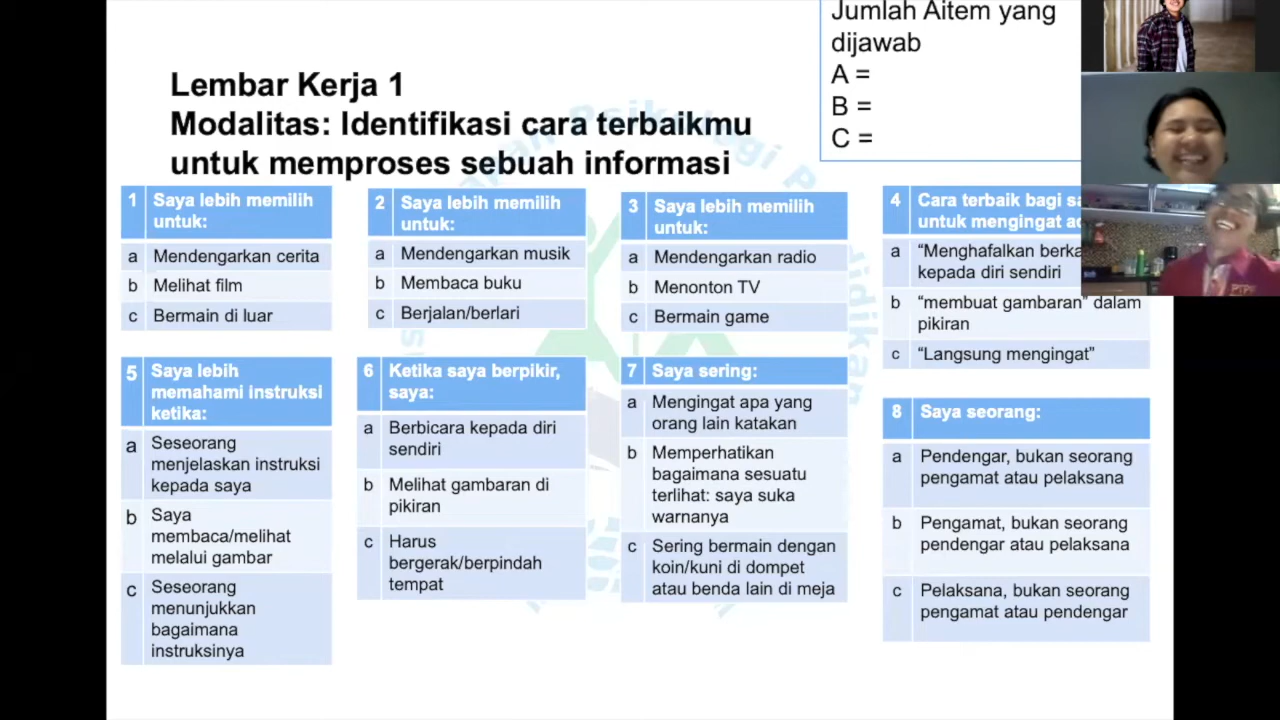 Jumlah Aitem yang
dijawab
A =
B =
C =
Lembar Kerja 1
Modalitas: Identifikasi cara terbaikmu
untuk memproses sebuah informasi
1 Saya lebih memilih
untuk:
a Mendengarkan cerita
b Melihat film
c Bermain di luar
2 Saya lebih memilih
untuk:
a Mendengarkan musik
b Membaca buku
c Berjalan/berlari
3 Saya lebih memilih
untuk:
a Mendengarkan radio
b Menonton TV
c Bermain game
4 Cara terbaik bagi
untuk mengingat
a “Menghafalkan
kepada diri sendiri
b “membuat gambaran” dalam
pikiran
c “Langsung mengingat”
5 Saya lebih
memahami instruksi
ketika:
a Seseorang
menjelaskan instruksi
kepada saya
b Saya
membaca/melihat
melalui gambar
c Seseorang
menunjukkan
bagaimana
instruksinya
6 Ketika saya berpikir,
saya:
a Berbicara kepada diri
sendiri
b Melihat gambaran di
pikiran
c Harus
bergerak/berpindah
tempat
7 Saya sering:
a Mengingat apa yang
orang lain katakan
b Memperhatikan
bagaimana sesuatu
terlihat: saya suka
warnanya
c Sering bermain dengan
koin/kuni di dompet
atau benda lain di meja
8 Saya seorang:
a Pendengar, bukan seorang
pengamat atau pelaksana
b Pengamat, bukan seorang
pendengar atau pelaksana
c Pelaksana, bukan seorang
pengamat atau pendengar